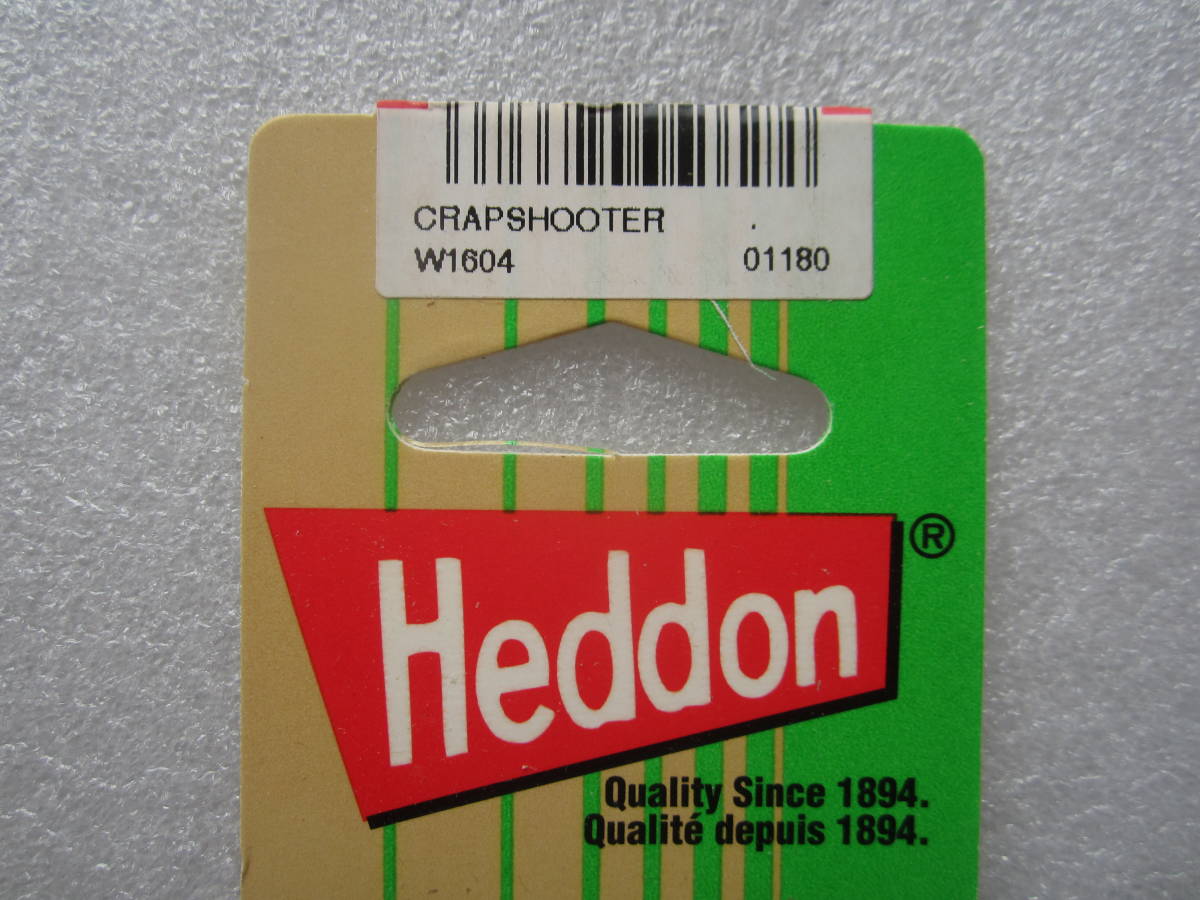 CRAPSHOOTER
W1604 01180
Heddon®
Quality Since 1894.
Qualité depuis 1894.